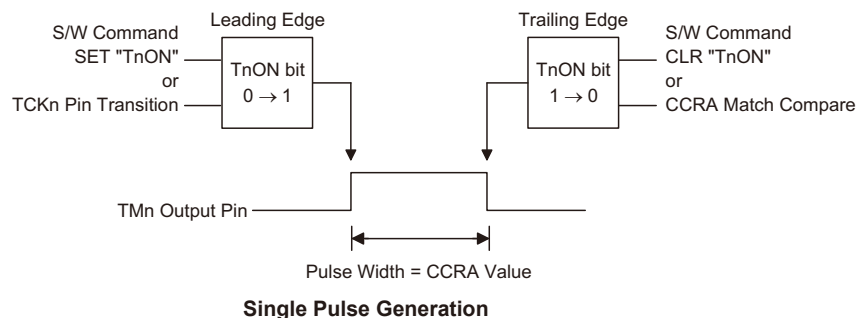 Leading Edge
Trailing Edge
S/W Command
SET "TnON"
or
TCKn Pin Transition
TnON bit
0 → 1
TnON bit
1 → 0
S/W Command
CLR "TnON"
or
CCRA Match Compare
TMn Output Pin
Pulse Width = CCRA Value
Single Pulse Generation